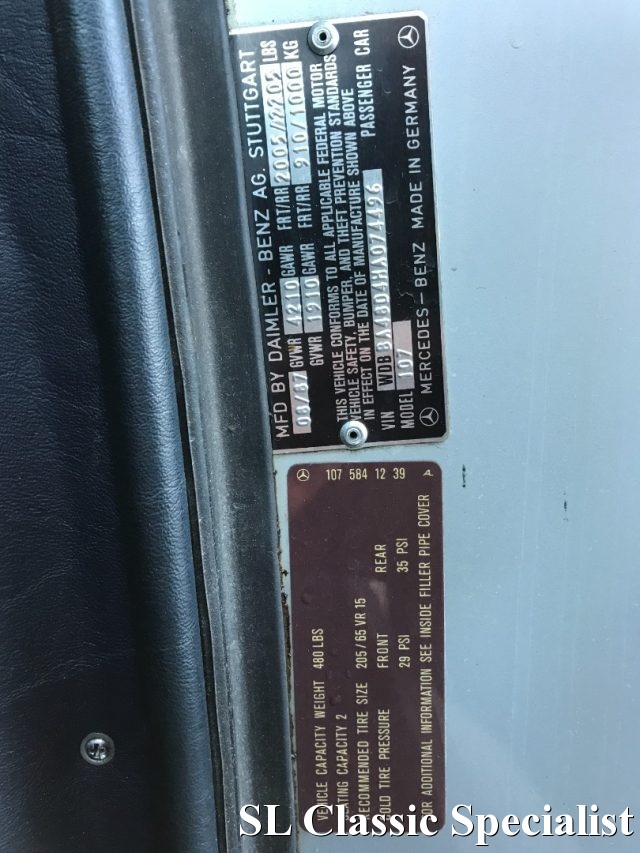 MFD BY DAIMLER-BENZ AG. STUTTGART
03/87 GVWR 4210 GAWR FRT/RR 2005/2205 LBS
GVWR 1910 GAWR FRT/RR 910/1000 KG
THIS VEHICLE CONFORMS TO ALL APPLICABLE FEDERAL MOTOR
VEHICLE SAFETY, BUMPER, AND THEFT PREVENTION STANDARDS
IN EFFECT ON THE DATE OF MANUFACTURE SHOWN ABOVE
VIN WDBBA48D4HA074496 PASSENGER CAR
MODEL 107
MERCEDES-BENZ MADE IN GERMANY
107 584 12 39 A
VEHICLE CAPACITY WEIGHT 480 LBS
SEATING CAPACITY 2
RECOMMENDED TIRE SIZE 205/65 VR 15
COLD TIRE PRESSURE FRONT REAR
29 PSI 35 PSI
FOR ADDITIONAL INFORMATION SEE INSIDE FILLER PIPE COVER
SL Classic Specialist